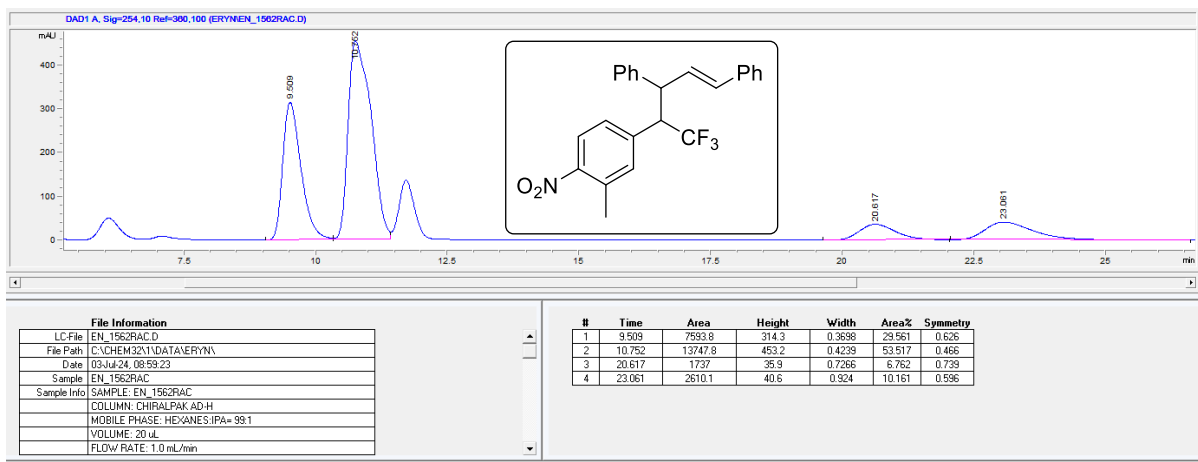 DAD1 A, Sig=254,10 Ref=360,100 (ERYN\EN_1562RAC.D)
mAU
400
300
200
100
0
9.509
10.752
20.617
23.061
7.5
10
12.5
15
17.5
20
22.5
25
min
Ph
Ph
CF3
O2N
File Information
LC-File EN_1562RAC.D
File Path C:\CHEM32\1\DATA\ERYN\
Date 03-Jul-24, 08:59:23
Sample EN_1562RAC
Sample Info SAMPLE: EN_1562RAC
COLUMN: CHIRALPAK AD-H
MOBILE PHASE: HEXANES:IPA= 99:1
VOLUME: 20 uL
FLOW RATE: 1.0 mL/min
# Time Area Height Width Area% Symmetry
1 9.509 7593.8 314.3 0.3698 29.561 0.626
2 10.752 13747.8 453.2 0.4239 53.517 0.466
3 20.617 1737 35.9 0.7266 6.762 0.739
4 23.061 2610.1 40.6 0.924 10.161 0.596